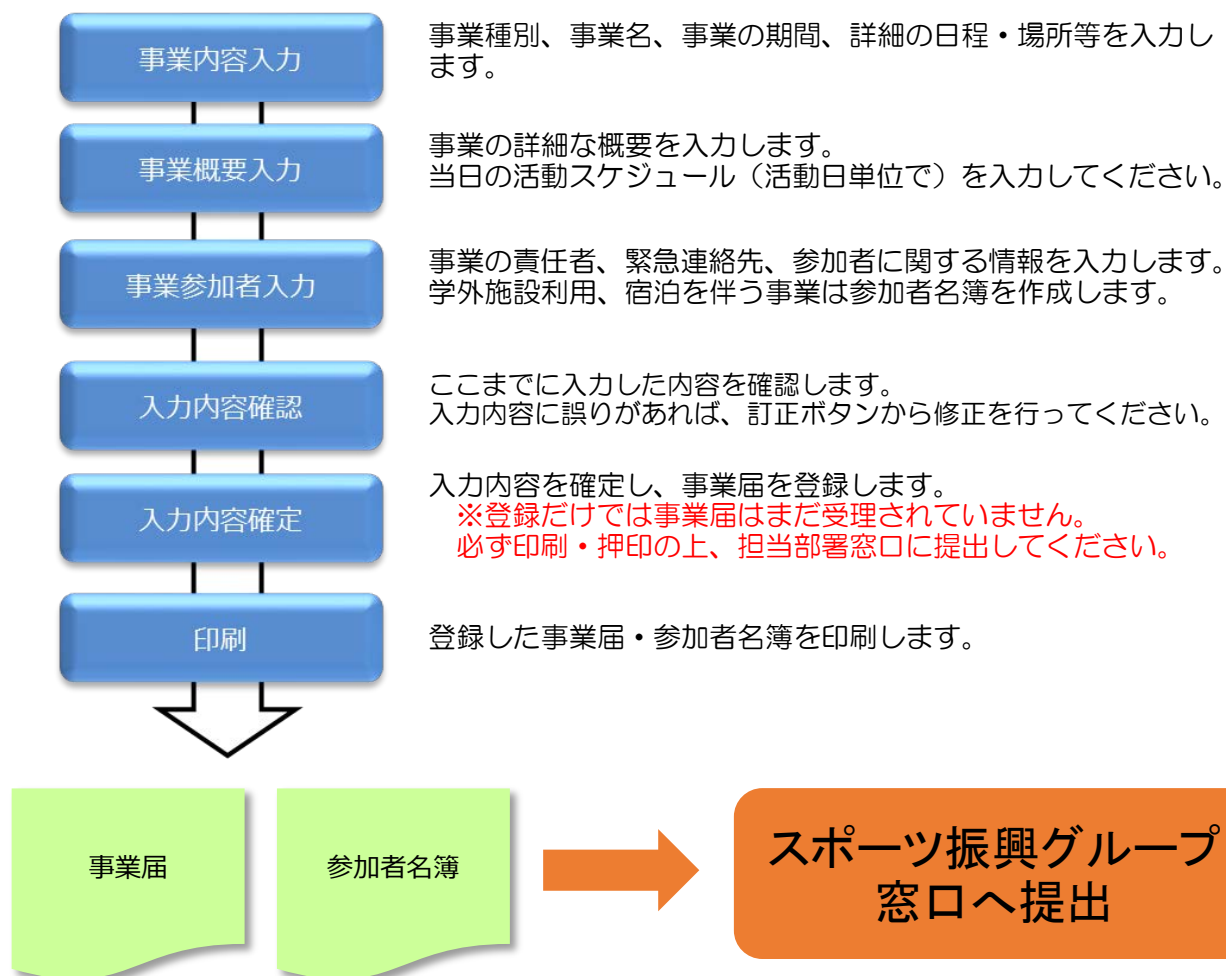 事業内容入力
事業種別、事業名、事業の期間、詳細の日程・場所等を入力し
ます。
事業概要入力
事業の詳細な概要を入力します。
当日の活動スケジュール（活動日単位で）を入力してください。
事業参加者入力
事業の責任者、緊急連絡先、参加者に関する情報を入力します。
学外施設利用、宿泊を伴う事業は参加者名簿を作成します。
入力内容確認
ここまでに入力した内容を確認します。
入力内容に誤りがあれば、訂正ボタンから修正を行ってください。
入力内容確定
入力内容を確定し、事業届を登録します。
※登録だけでは事業届はまだ受理されていません。
必ず印刷・押印の上、担当部署窓口に提出してください。
印刷
登録した事業届・参加者名簿を印刷します。
事業届
参加者名簿
スポーツ振興グループ
窓口へ提出